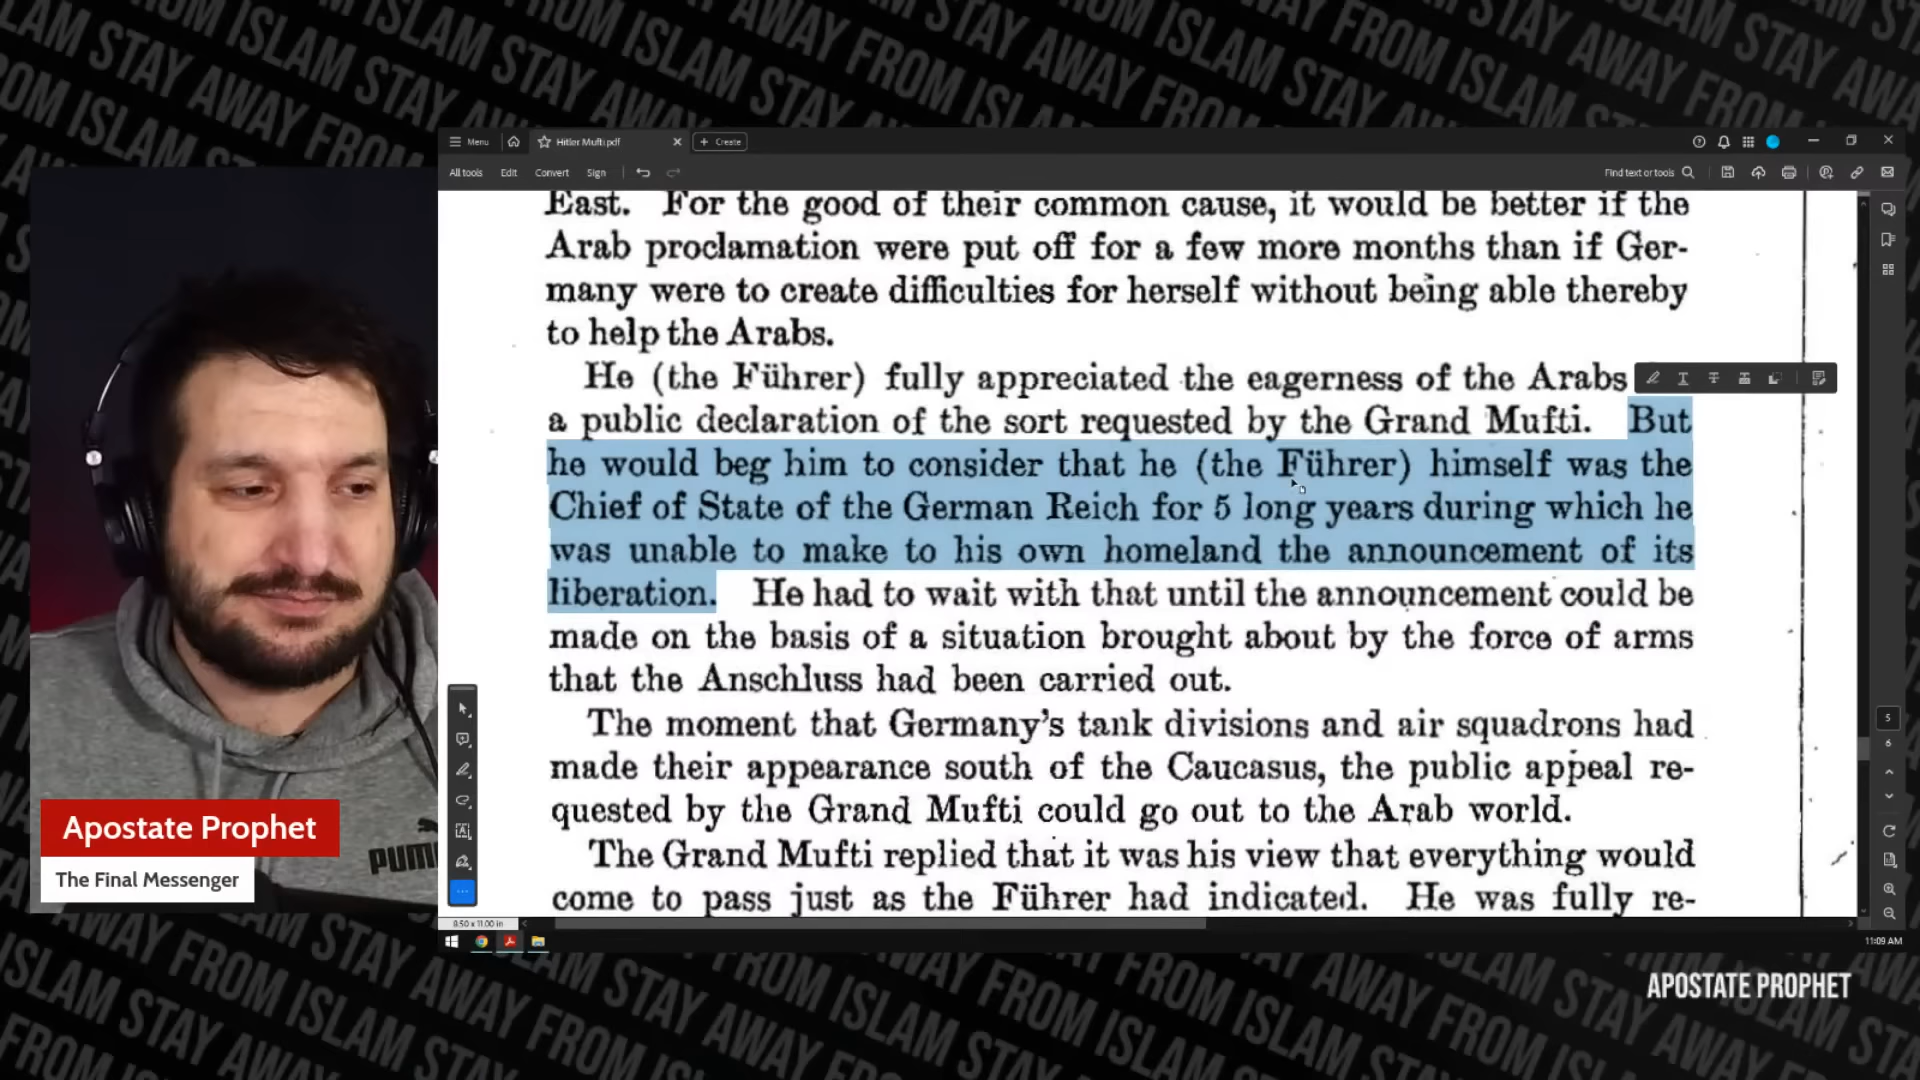 Menu
Hitler Mufti.pdf
Create
All tools
Edit
Convert
Sign
Find text or tools
East. For the good of their common cause, it would be better if the
Arab proclamation were put off for a few more months than if Ger-
many were to create difficulties for herself without being able thereby
to help the Arabs.
He (the Führer) fully appreciated the eagerness of the Arabs
a public declaration of the sort requested by the Grand Mufti. But
he would beg him to consider that he (the Führer) himself was the
Chief of State of the German Reich for 5 long years during which he
was unable to make to his own homeland the announcement of its
liberation. He had to wait with that until the announcement could be
made on the basis of a situation brought about by the force of arms
that the Anschluss had been carried out.
The moment that Germany's tank divisions and air squadrons had
made their appearance south of the Caucasus, the public appeal re-
quested by the Grand Mufti could go out to the Arab world.
The Grand Mufti replied that it was his view that everything would
come to pass just as the Führer had indicated. He was fully re-
5
6
8.50 x 11.00 in
11:09 AM
Apostate Prophet
The Final Messenger
PUM
APOSTATE PROPHET
STAY AWAY FROM ISLAM